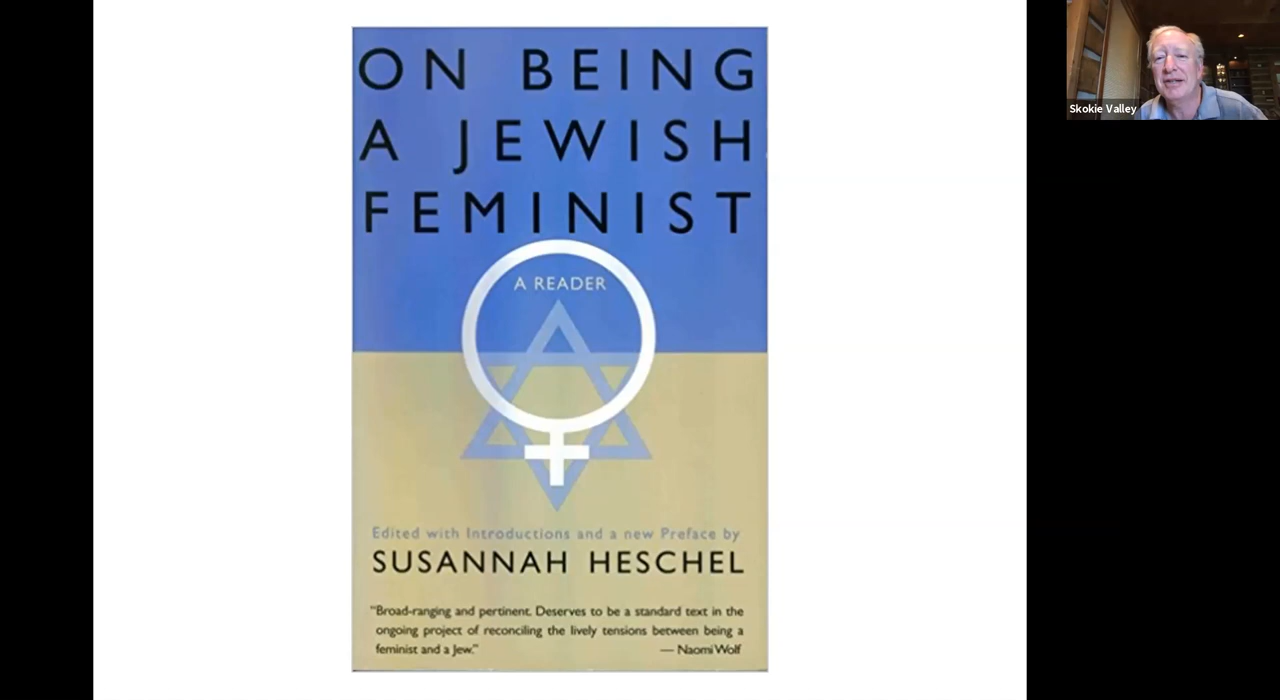 ON BEING
A JEWISH
FEMINIST
A READER
Edited with Introductions and a new Preface by
SUSANNAH HESCHEL
“Broad-ranging and pertinent. Deserves to be a standard text in the
ongoing project of reconciling the lively tensions between being a
feminist and a Jew.” — Naomi Wolf
Skokie Valley